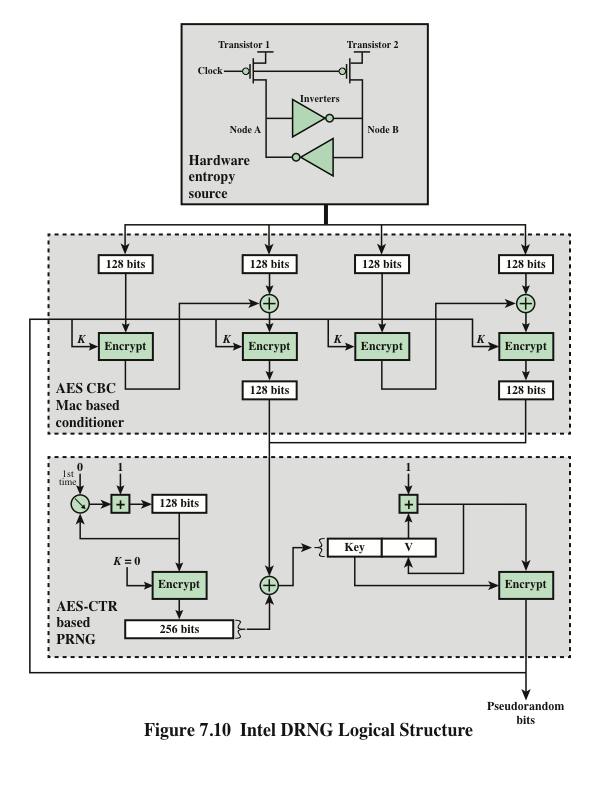 Transistor 1
Transistor 2
Clock
Inverters
Node A
Node B
Hardware
entropy
source
128 bits
128 bits
128 bits
128 bits
+
+
K
K
K
K
Encrypt
Encrypt
Encrypt
Encrypt
128 bits
128 bits
AES CBC
Mac based
conditioner
0
1
1
1st
time
+
128 bits
+
Key
V
K = 0
Encrypt
+
Encrypt
AES-CTR
based
PRNG
256 bits
Pseudorandom
bits
Figure 7.10 Intel DRNG Logical Structure